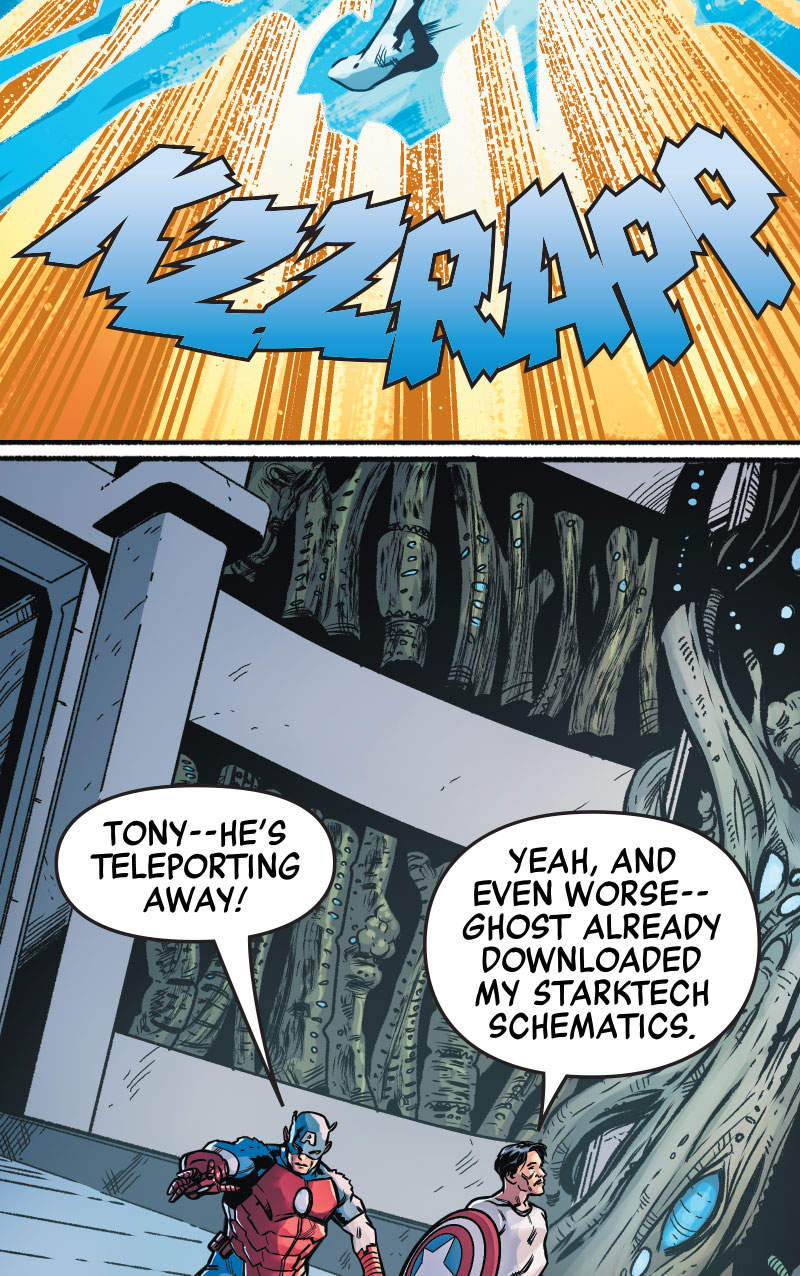 KZZRAPP
TONY--HE'S
TELEPORTING
AWAY!
YEAH, AND
EVEN WORSE--
GHOST ALREADY
DOWNLOADED
MY STARKTECH
SCHEMATICS.
A